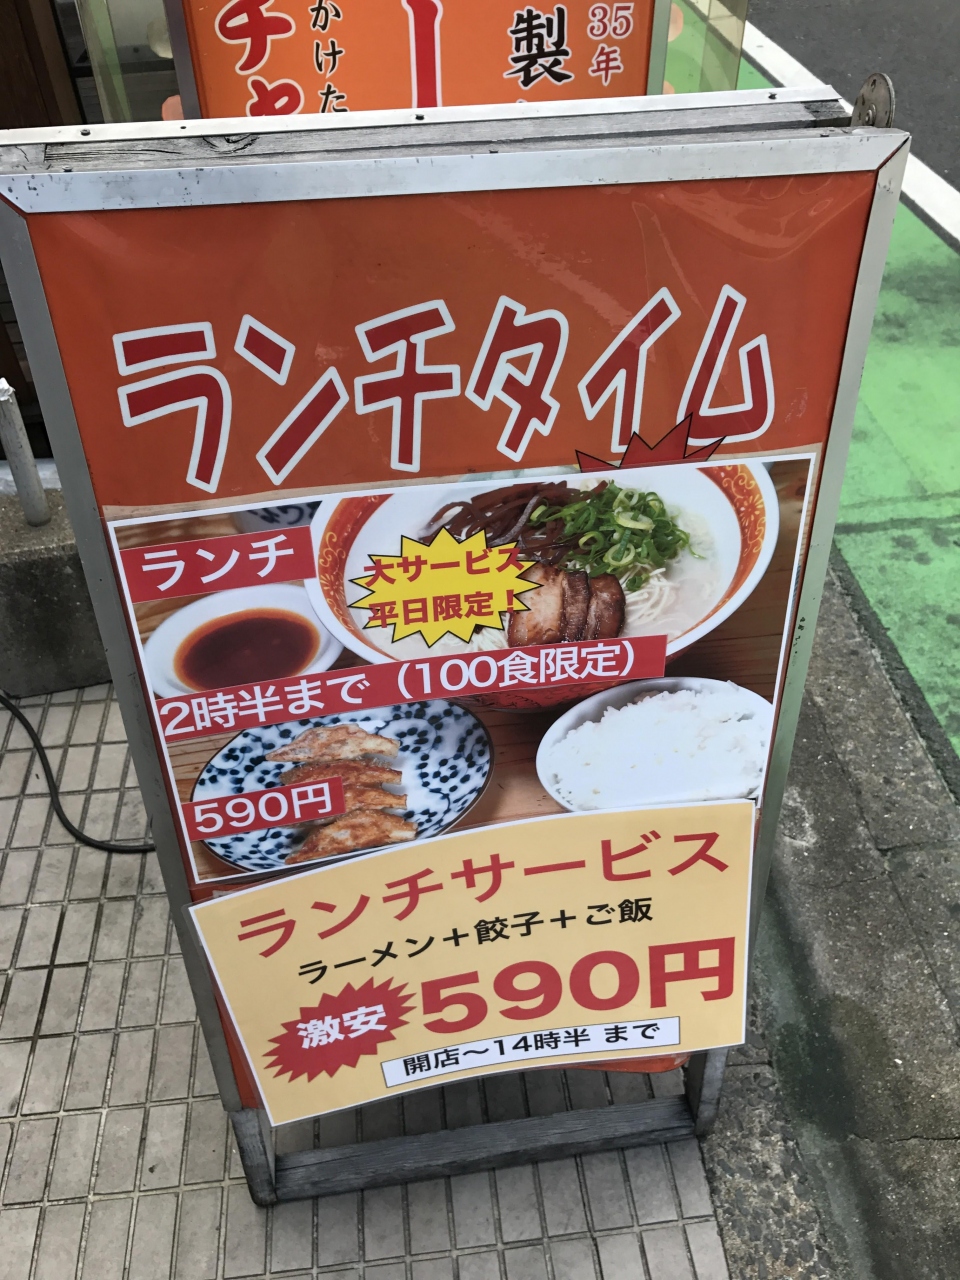 チャ
かけた
ー
製
35年
ランチタイム
ランチ
大サービス
平日限定！
2時半まで（100食限定）
590円
ランチサービス
ラーメン＋餃子＋ご飯
激安
590円
開店～14時半 まで